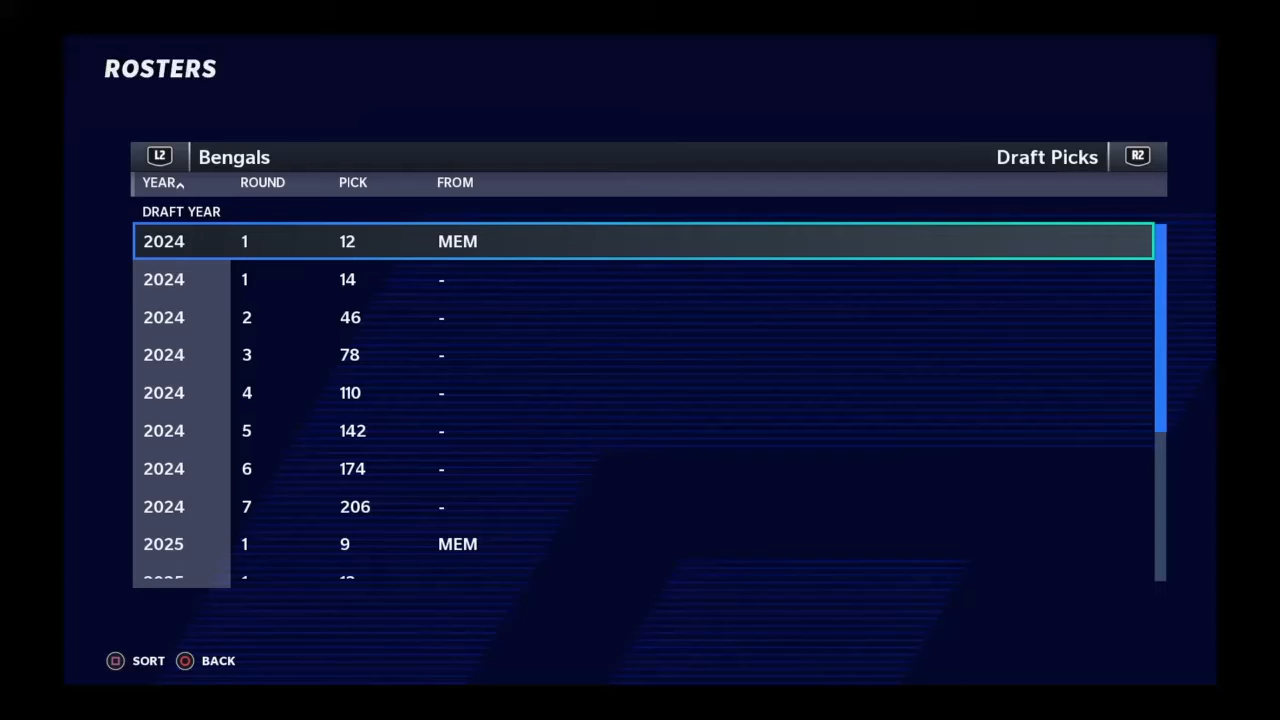 ROSTERS
L2 Bengals Draft Picks R2
YEAR ROUND PICK FROM
DRAFT YEAR
2024 1 12 MEM
2024 1 14 -
2024 2 46 -
2024 3 78 -
2024 4 110 -
2024 5 142 -
2024 6 174 -
2024 7 206 -
2025 1 9 MEM
SORT BACK